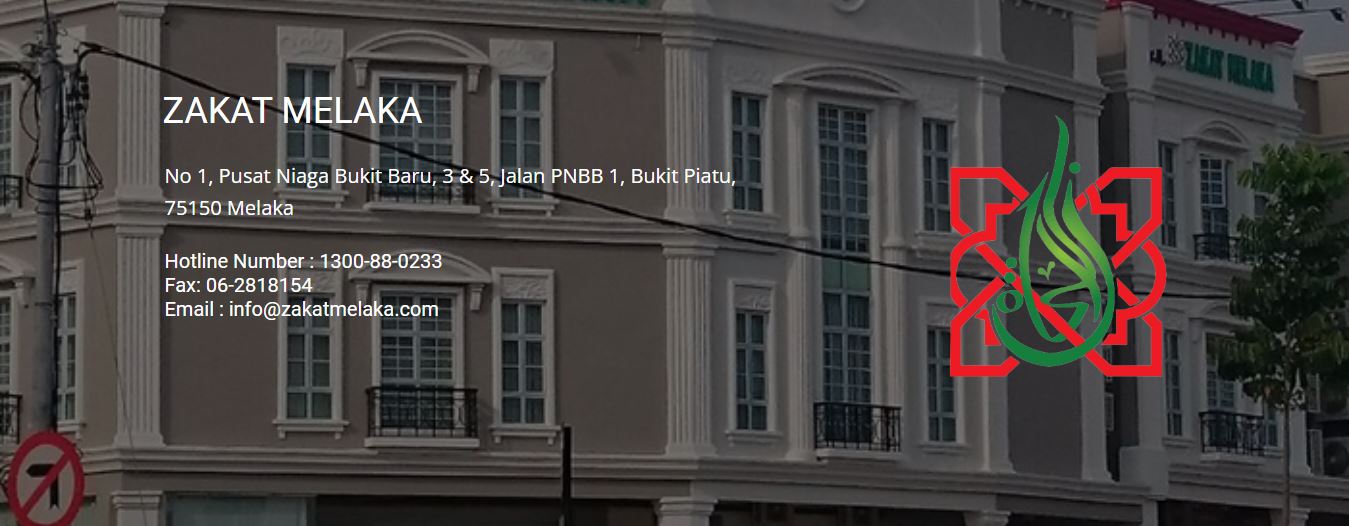 ZAKAT MELAKA
ZAKAT MELAKA
No 1, Pusat Niaga Bukit Baru, 3 & 5, Jalan PNBB 1, Bukit Piatu,
75150 Melaka
Hotline Number : 1300-88-0233
Fax: 06-2818154
Email : info@zakatmelaka.com